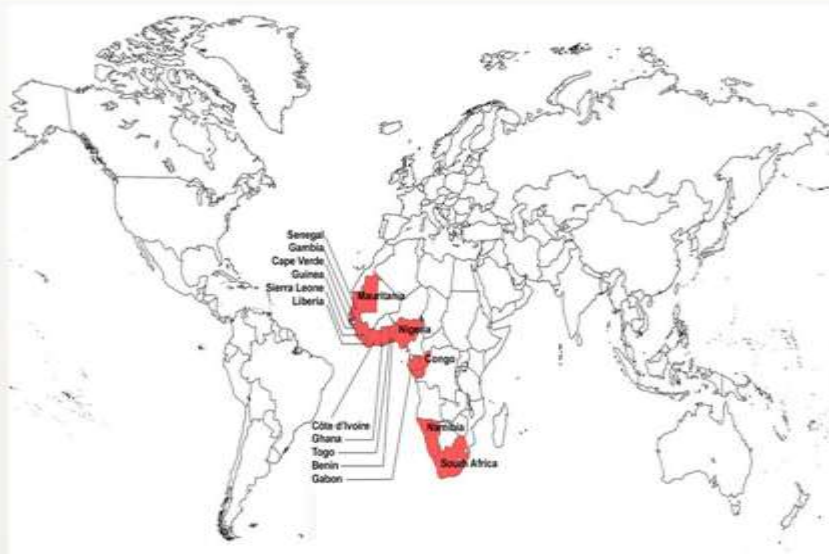 Senegal
Gambia
Cape Verde
Guinea
Sierra Leone
Liberia
Mauritania
Nigeria
Congo
Côte d'Ivoire
Ghana
Togo
Benin
Gabon
Namibia
South Africa